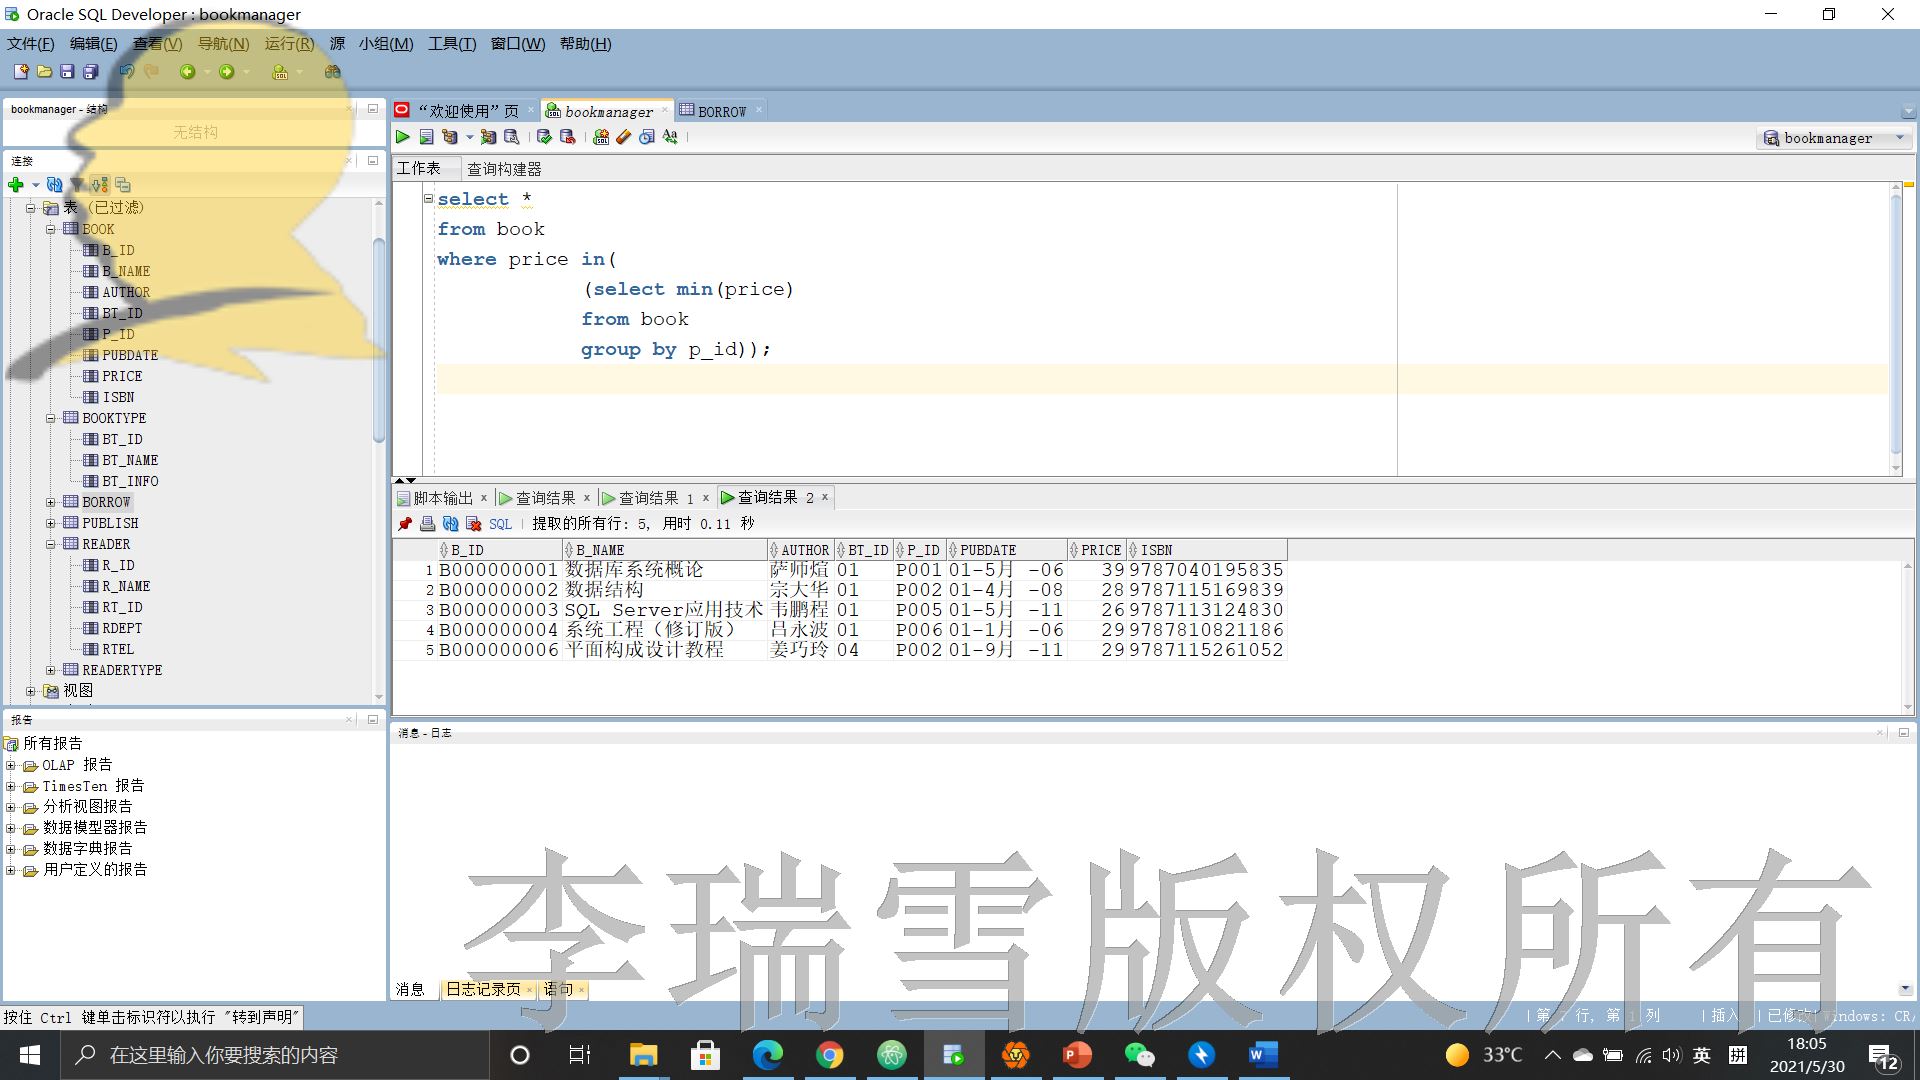 Oracle SQL Developer : bookmanager
文件(F) 编辑(E) 查看(V) 导航(N) 运行(R) 源 小组(M) 工具(T) 窗口(W) 帮助(H)
bookmanager - 结构
无结构
连接
表 (已过滤)
BOOK
B_ID
B_NAME
AUTHOR
BT_ID
P_ID
PUBDATE
PRICE
ISBN
BOOKTYPE
BT_ID
BT_NAME
BT_INFO
BORROW
PUBLISH
READER
R_ID
R_NAME
RT_ID
RDEPT
RTEL
READERTYPE
视图
报告
所有报告
OLAP 报告
TimesTen 报告
分析视图报告
数据模型器报告
数据字典报告
用户定义的报告
“欢迎使用”页 bookmanager BORROW
bookmanager
工作表 查询构建器
select *
from book
where price in(
(select min(price)
from book
group by p_id));
脚本输出 查询结果 查询结果 1 查询结果 2
SQL 提取的所有行: 5, 用时 0.11 秒
B_ID B_NAME AUTHOR BT_ID P_ID PUBDATE PRICE ISBN
1 B000000001 数据库系统概论 萨师煊 01 P001 01-5月 -06 39 9787040195835
2 B000000002 数据结构 宗大华 01 P002 01-4月 -08 28 9787115169839
3 B000000003 SQL Server应用技术 韦鹏程 01 P005 01-5月 -11 26 9787113124830
4 B000000004 系统工程（修订版） 吕永波 01 P006 01-1月 -06 29 9787810821186
5 B000000006 平面构成设计教程 姜巧玲 04 P002 01-9月 -11 29 9787115261052
消息 - 日志
李瑞雪版权所有
消息 日志记录页 语句
按住 Ctrl 键单击标识符以执行 "转到声明"
第 行, 第 1 列 插入 已修改 Windows: CR/
在这里输入你要搜索的内容
33℃ 英 拼 18:05
2021/5/30
12